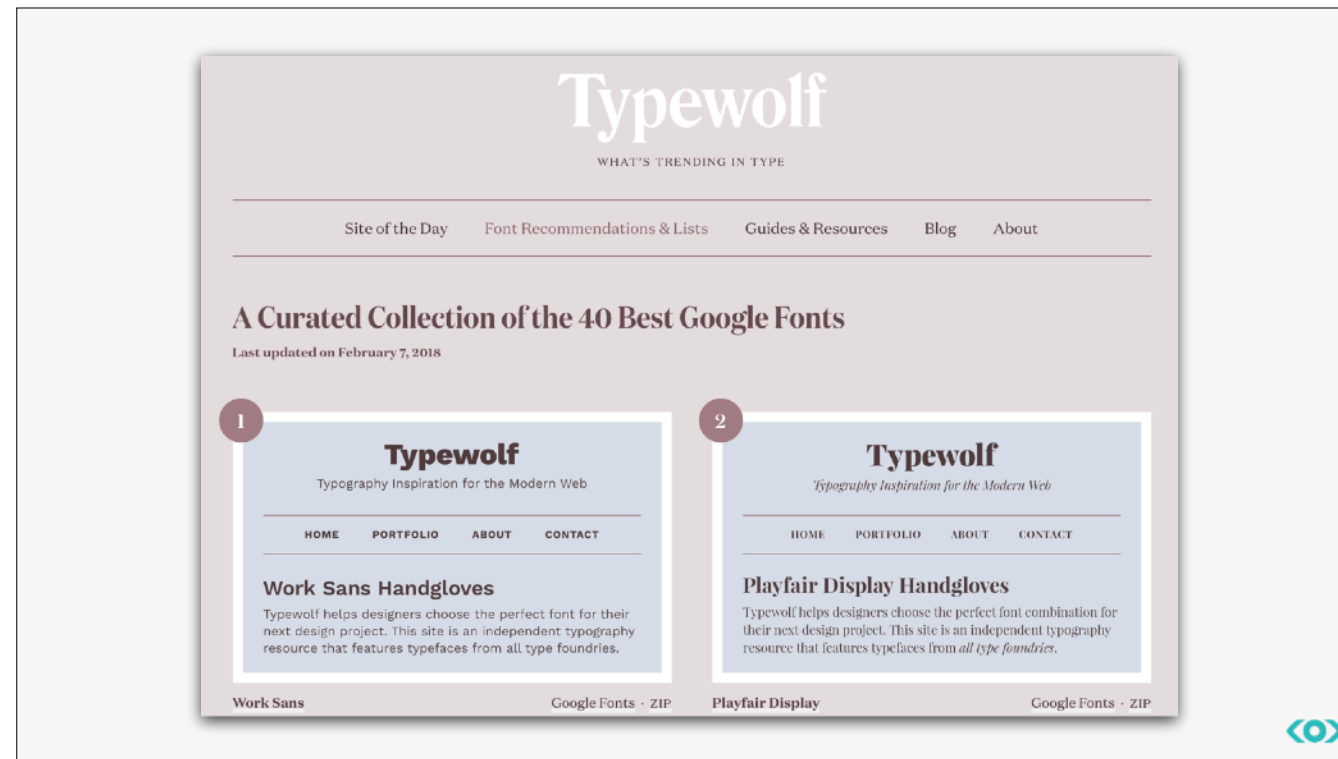 Typewolf
WHAT'S TRENDING IN TYPE
Site of the Day Font Recommendations & Lists Guides & Resources Blog About
A Curated Collection of the 40 Best Google Fonts
Last updated on February 7, 2018
1
Typewolf
Typography Inspiration for the Modern Web
HOME PORTFOLIO ABOUT CONTACT
Work Sans Handgloves
Typewolf helps designers choose the perfect font for their
next design project. This site is an independent typography
resource that features typefaces from all type foundries.
Work Sans Google Fonts · ZIP
2
Typewolf
Typography Inspiration for the Modern Web
HOME PORTFOLIO ABOUT CONTACT
Playfair Display Handgloves
Typewolf helps designers choose the perfect font combination for
their next design project. This site is an independent typography
resource that features typefaces from all type foundries.
Playfair Display Google Fonts · ZIP